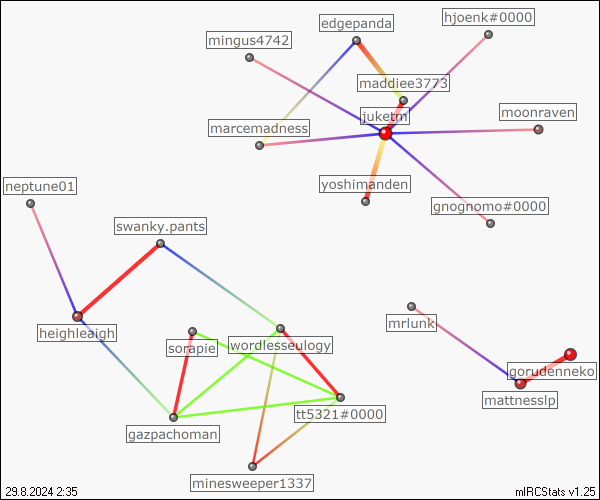 hjoenk#0000
edgepanda
mingus4742
maddiee3773
moonraven
juketm
marcemadness
neptune01
yoshimanden
gnognomo#0000
swanky.pants
mrlunk
heighleaigh
sorapie
wordlesseulogy
gorudenneko
mattnesslp
tt5321#0000
gazpachoman
minesweeper1337
29.8.2024 2:35
mIRCStats v1.25